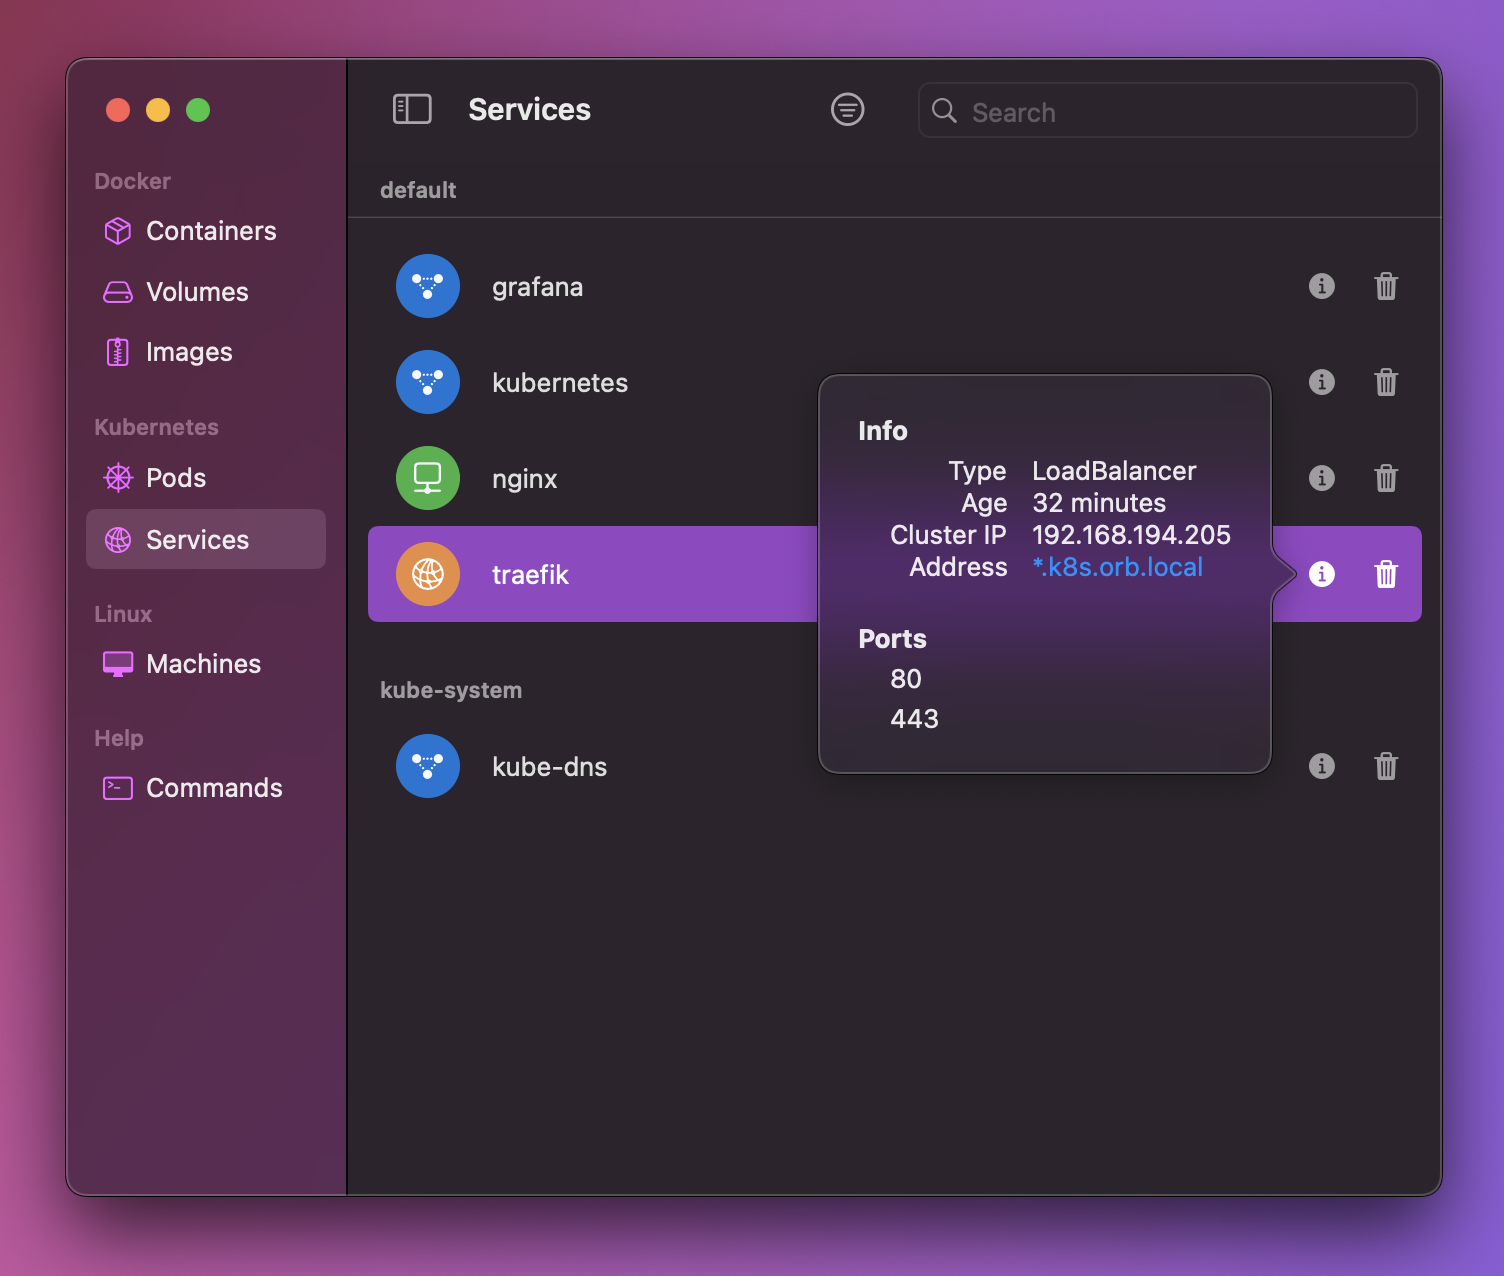 Services
Search
Docker
Containers
Volumes
Images
Kubernetes
Pods
Services
Linux
Machines
Help
Commands
default
grafana
kubernetes
nginx
traefik
kube-system
kube-dns
Info
Type LoadBalancer
Age 32 minutes
Cluster IP 192.168.194.205
Address *.k8s.orb.local
Ports
80
443